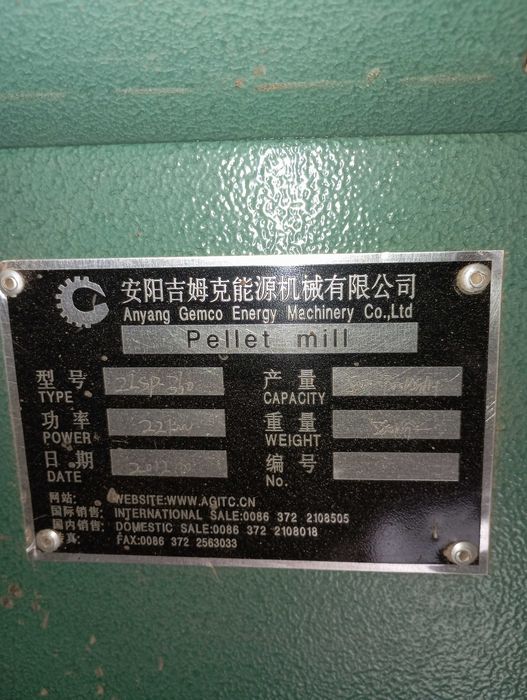 安阳吉姆克能源机械有限公司
Anyang Gemco Energy Machinery Co.,Ltd
Pellet mill
型号 TYPE ZLSP-360 产量 CAPACITY
功率 POWER 22kw 重量 WEIGHT
日期 DATE 编号 No.
网站: WEBSITE:WWW.AGITC.CN
国际销售: INTERNATIONAL SALE:0086 372 2108505
国内销售: DOMESTIC SALE:0086 372 2108018
传真: FAX:0086 372 2563033